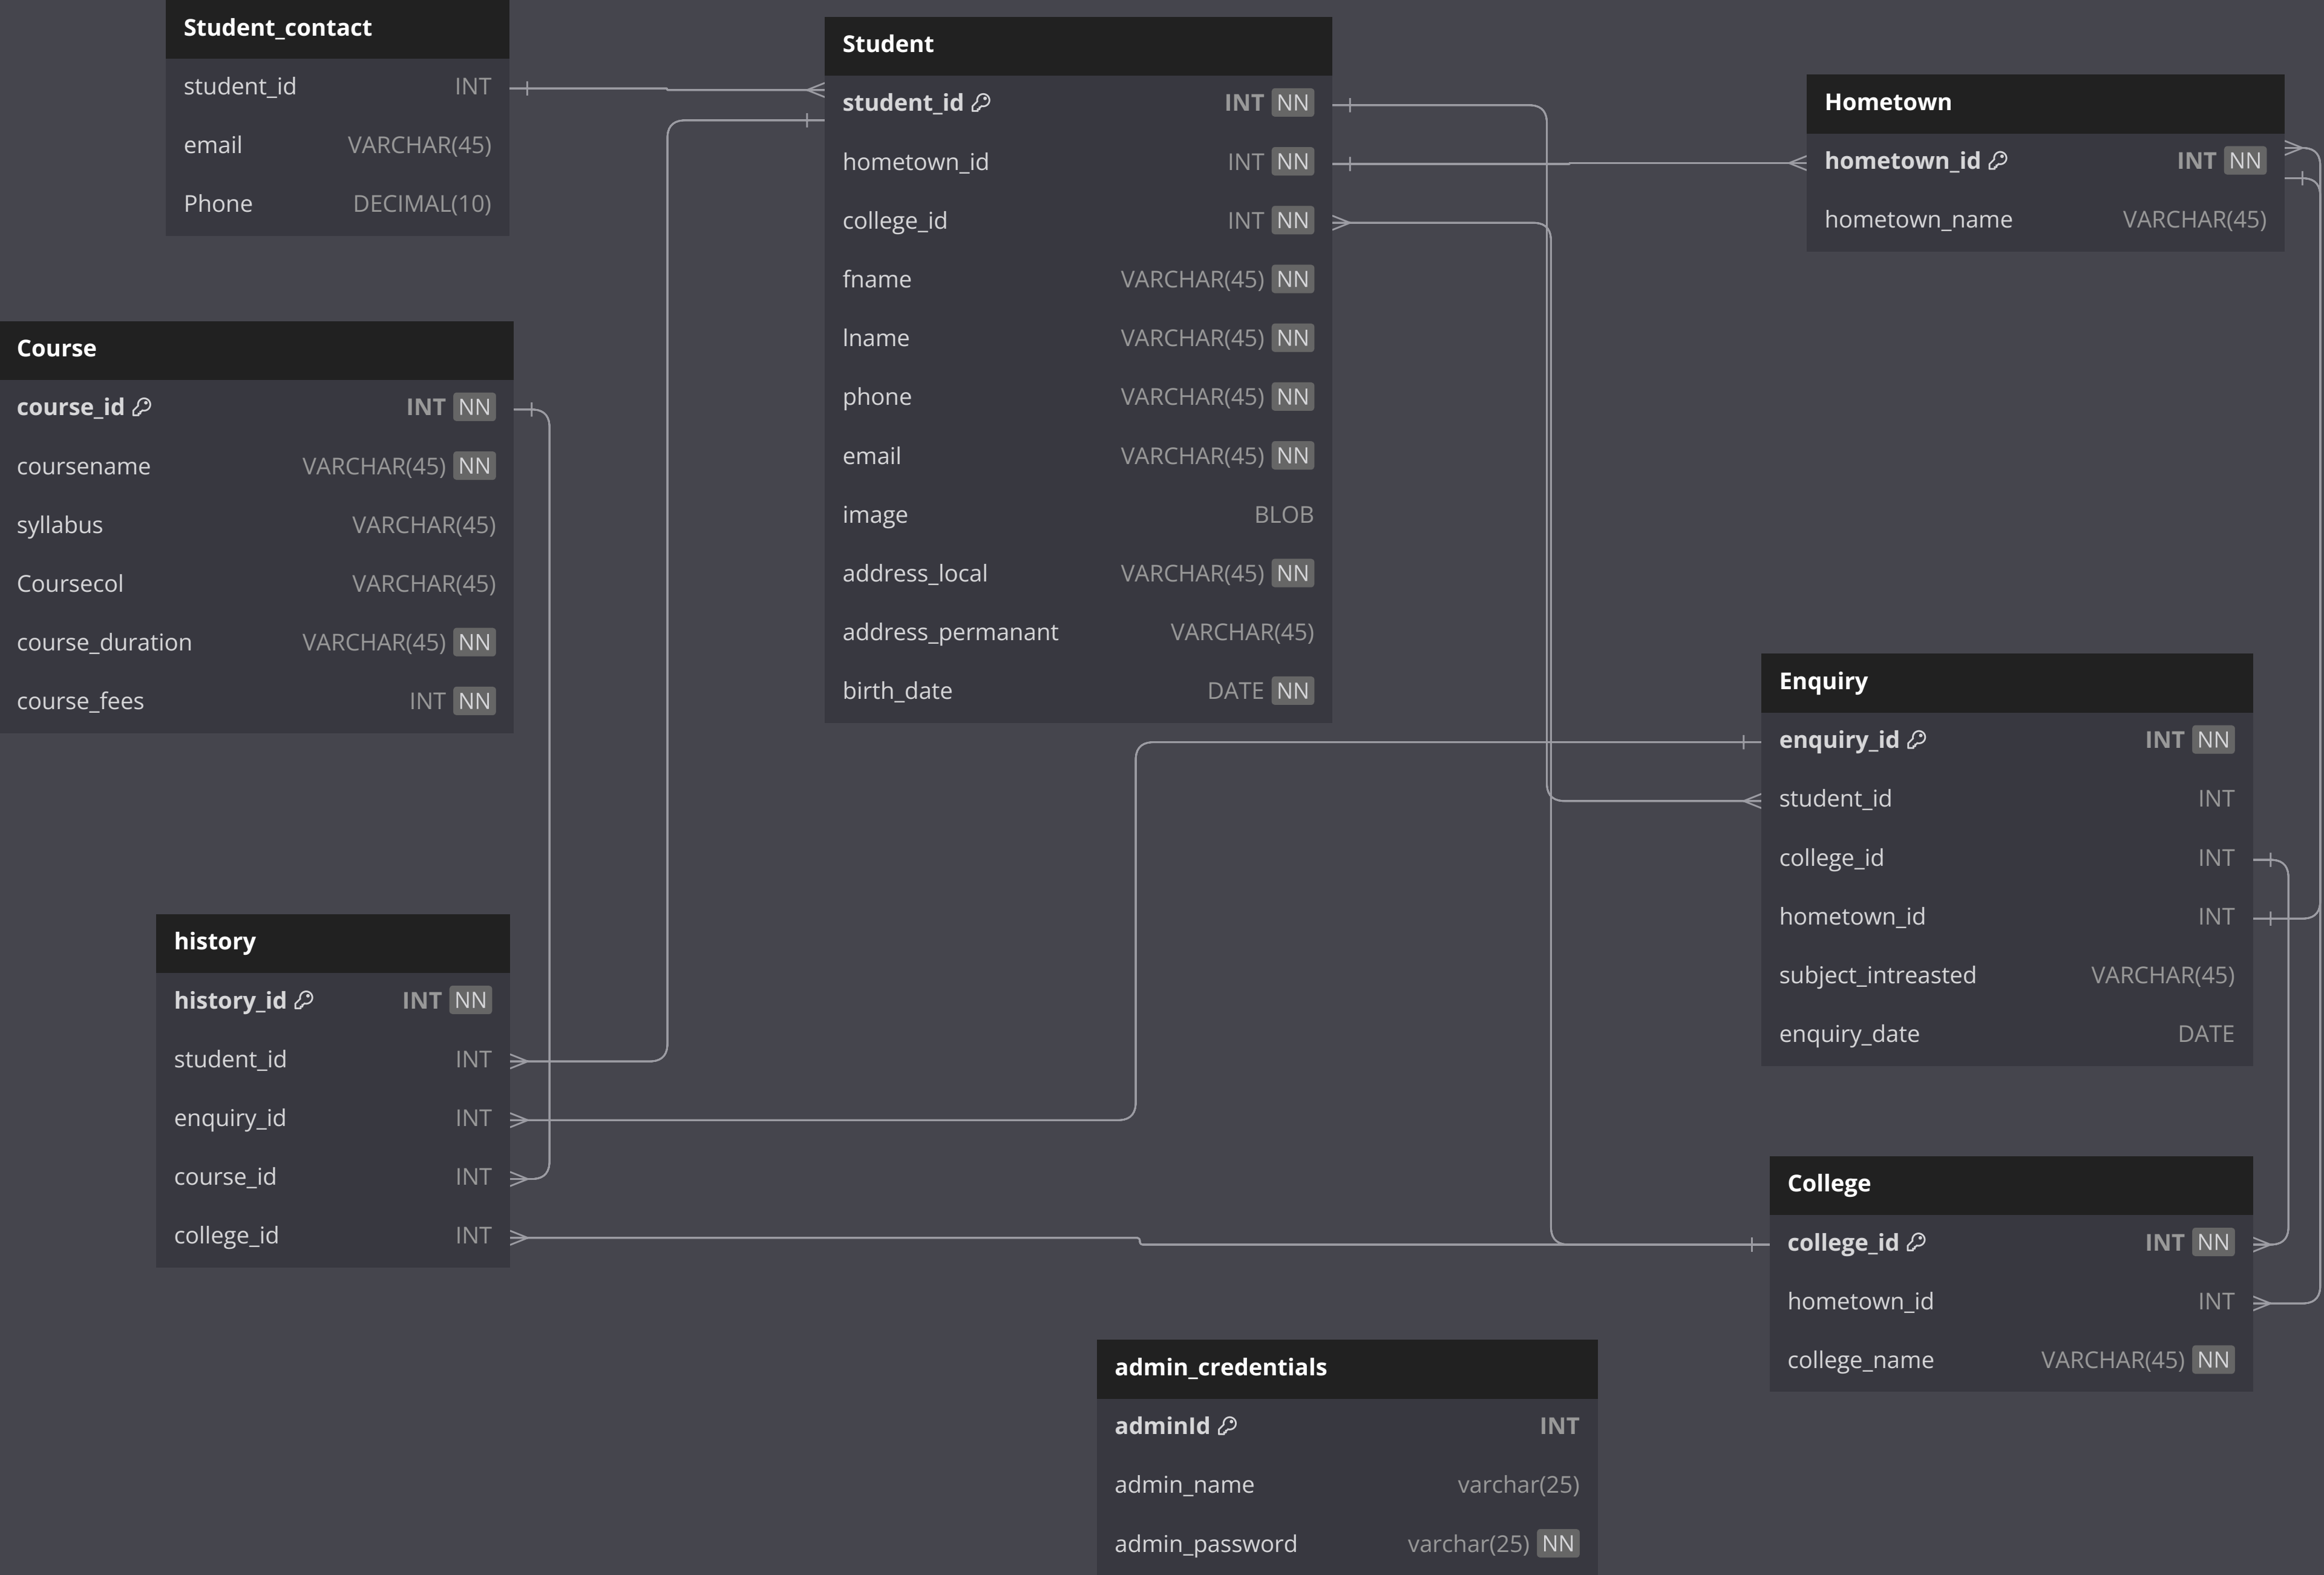 Student_contact
student_id INT
email VARCHAR(45)
Phone DECIMAL(10)
Student
student_id INT NN
hometown_id INT NN
college_id INT NN
fname VARCHAR(45) NN
lname VARCHAR(45) NN
phone VARCHAR(45) NN
email VARCHAR(45) NN
image BLOB
address_local VARCHAR(45) NN
address_permanant VARCHAR(45)
birth_date DATE NN
Hometown
hometown_id INT NN
hometown_name VARCHAR(45)
Course
course_id INT NN
coursename VARCHAR(45) NN
syllabus VARCHAR(45)
Coursecol VARCHAR(45)
course_duration VARCHAR(45) NN
course_fees INT NN
Enquiry
enquiry_id INT NN
student_id INT
college_id INT
hometown_id INT
subject_intreasted VARCHAR(45)
enquiry_date DATE
history
history_id INT NN
student_id INT
enquiry_id INT
course_id INT
college_id INT
College
college_id INT NN
hometown_id INT
college_name VARCHAR(45) NN
admin_credentials
adminId INT
admin_name varchar(25)
admin_password varchar(25) NN